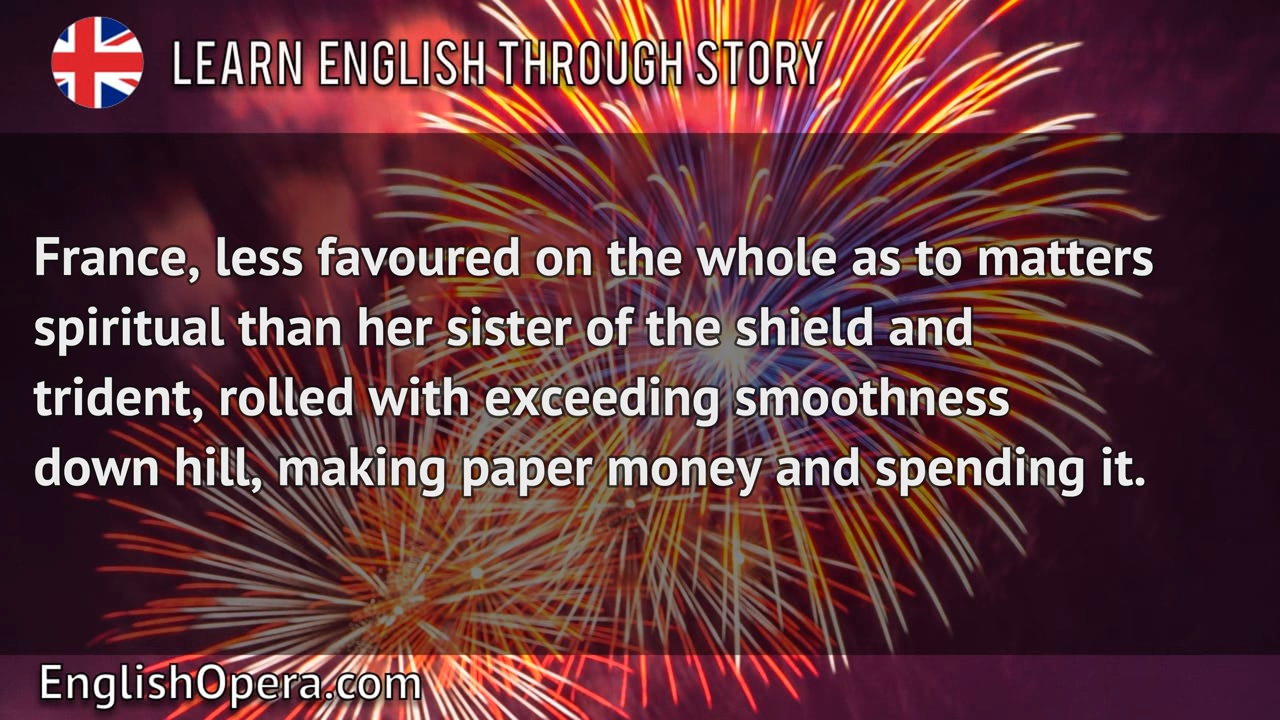 LEARN ENGLISH THROUGH STORY
France, less favoured on the whole as to matters
spiritual than her sister of the shield and
trident, rolled with exceeding smoothness
down hill, making paper money and spending it.
EnglishOpera.com